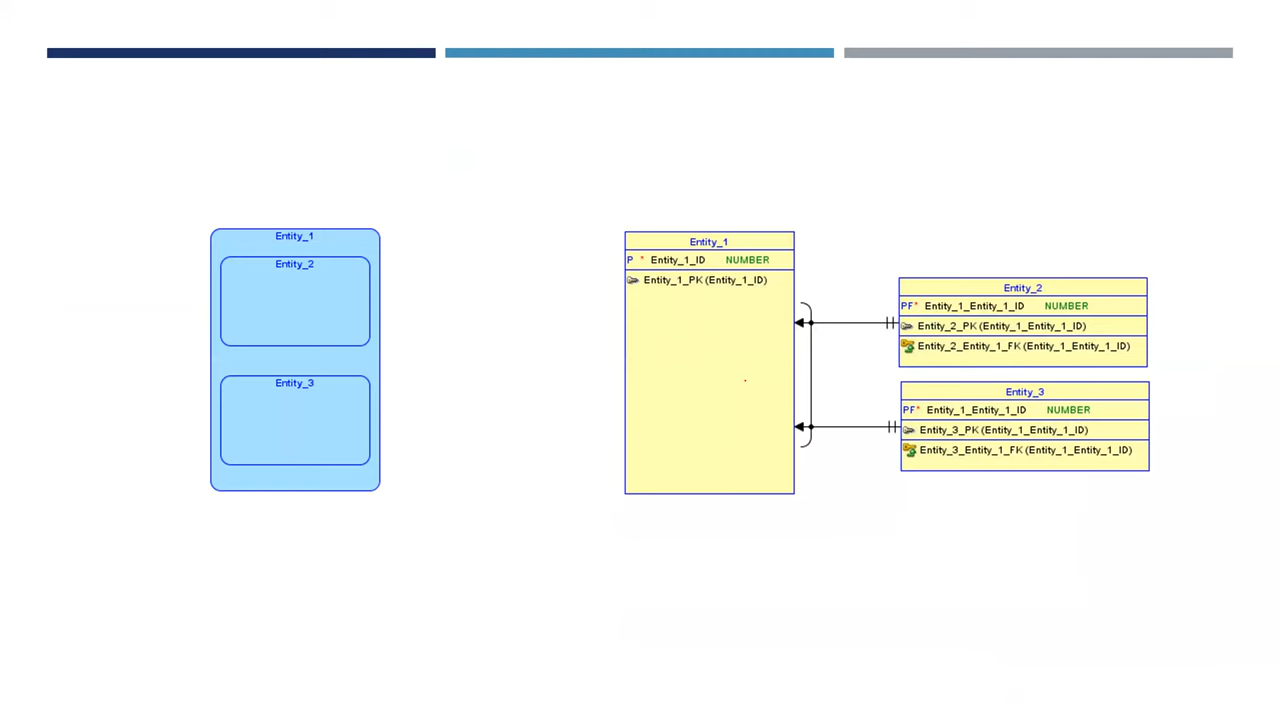 Entity_1
Entity_2
Entity_3
Entity_1
P * Entity_1_ID NUMBER
Entity_1_PK (Entity_1_ID)
Entity_2
PF* Entity_1_Entity_1_ID NUMBER
Entity_2_PK (Entity_1_Entity_1_ID)
Entity_2_Entity_1_FK (Entity_1_Entity_1_ID)
Entity_3
PF* Entity_1_Entity_1_ID NUMBER
Entity_3_PK (Entity_1_Entity_1_ID)
Entity_3_Entity_1_FK (Entity_1_Entity_1_ID)